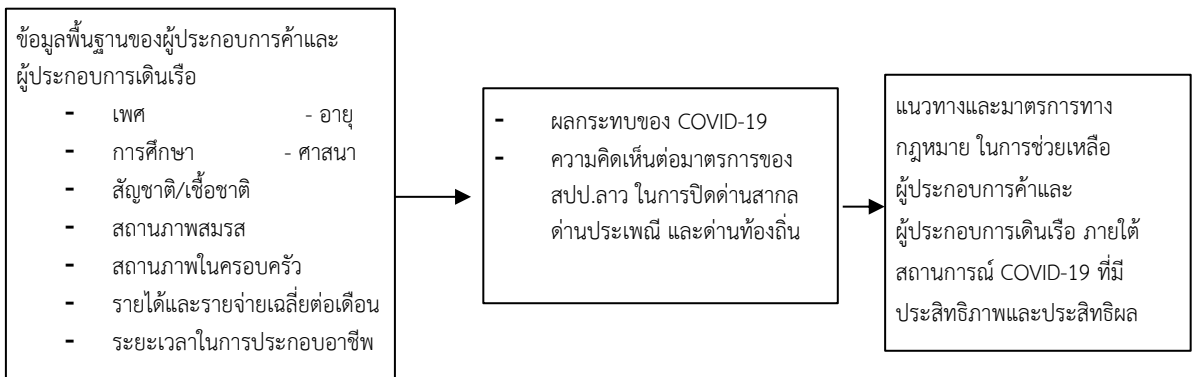 ข้อมูลพื้นฐานของผู้ประกอบการค้าและ
ผู้ประกอบการเดินเรือ
- เพศ - อายุ
- การศึกษา - ศาสนา
- สัญชาติ/เชื้อชาติ
- สถานภาพสมรส
- สถานภาพในครอบครัว
- รายได้และรายจ่ายเฉลี่ยต่อเดือน
- ระยะเวลาในการประกอบอาชีพ
- ผลกระทบของ COVID-19
- ความคิดเห็นต่อมาตรการของ
สปป.ลาว ในการปิดด่านสากล
ด่านประเพณี และด่านท้องถิ่น
แนวทางและมาตรการทาง
กฎหมาย ในการช่วยเหลือ
ผู้ประกอบการค้าและ
ผู้ประกอบการเดินเรือ ภายใต้
สถานการณ์ COVID-19 ที่มี
ประสิทธิภาพและประสิทธิผล